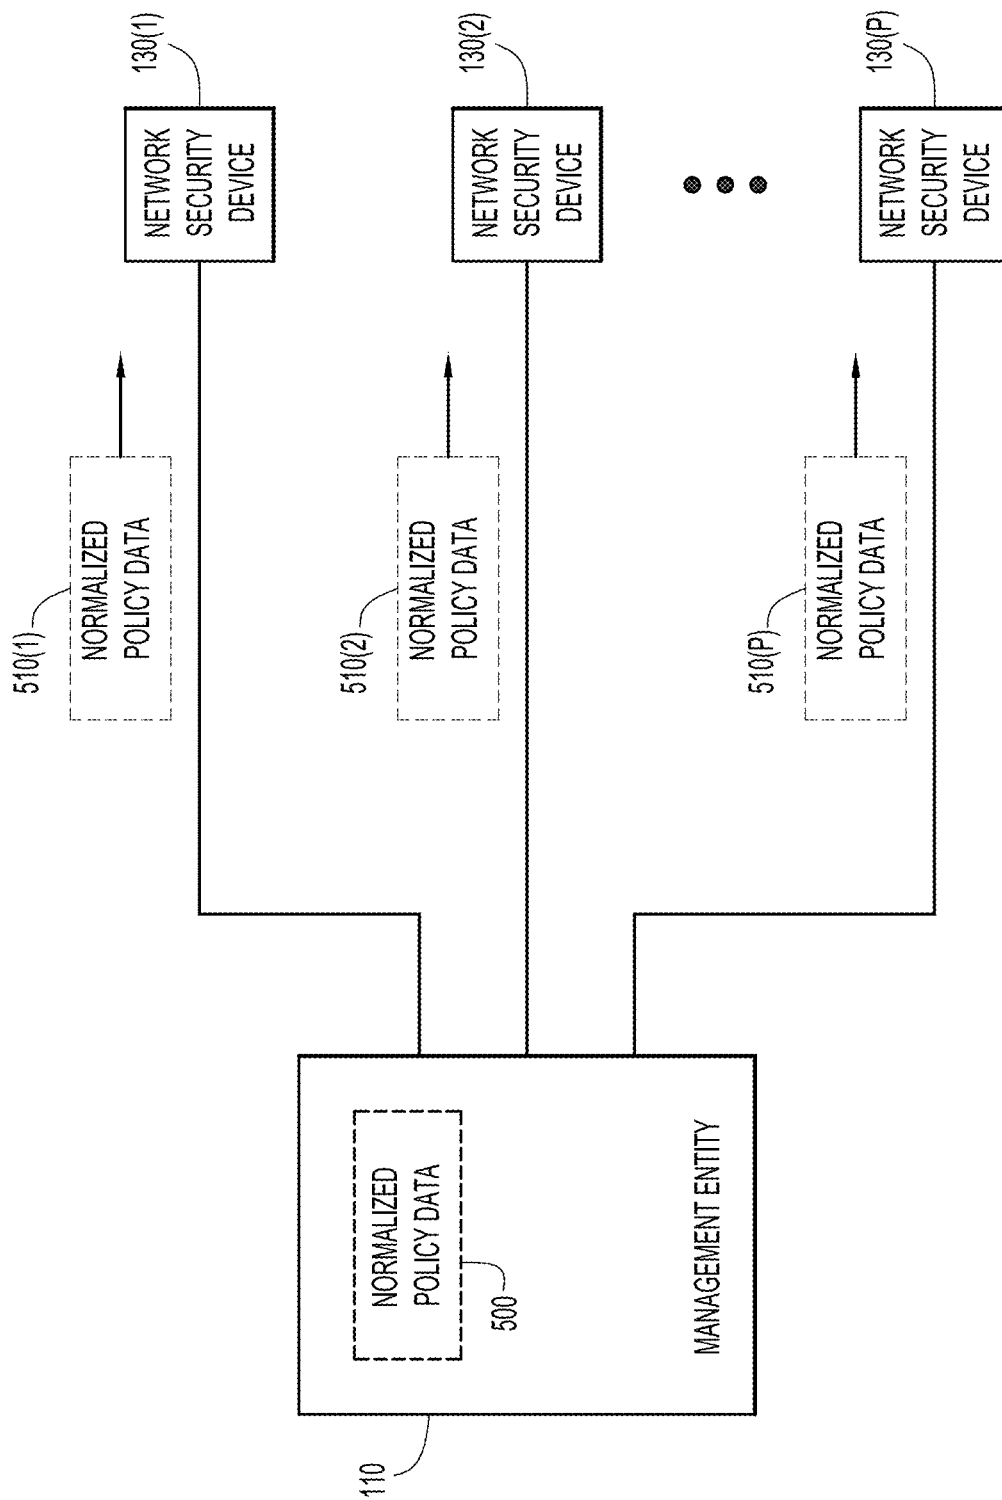 110
NORMALIZED
POLICY DATA
500
MANAGEMENT ENTITY
510(1)
NORMALIZED
POLICY DATA
130(1)
NETWORK
SECURITY
DEVICE
510(2)
NORMALIZED
POLICY DATA
130(2)
NETWORK
SECURITY
DEVICE
510(P)
NORMALIZED
POLICY DATA
130(P)
NETWORK
SECURITY
DEVICE